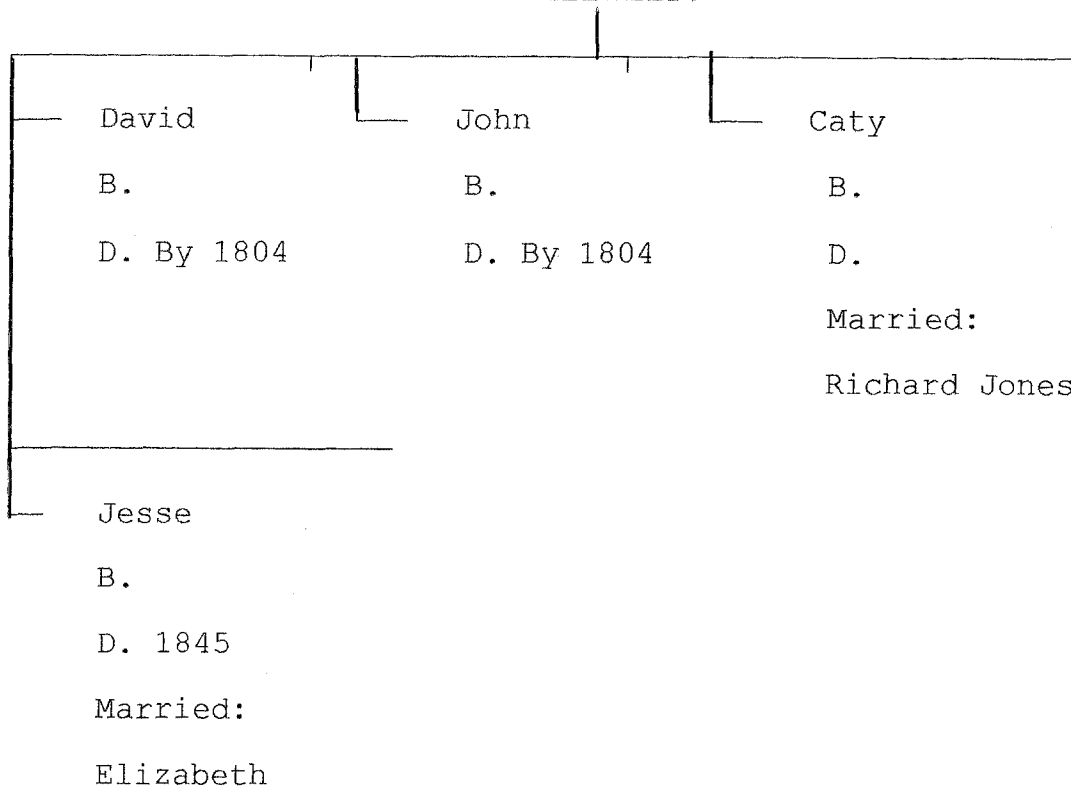 David
B.
D. By 1804
John
B.
D. By 1804
Caty
B.
D.
Married:
Richard Jones
Jesse
B.
D. 1845
Married:
Elizabeth